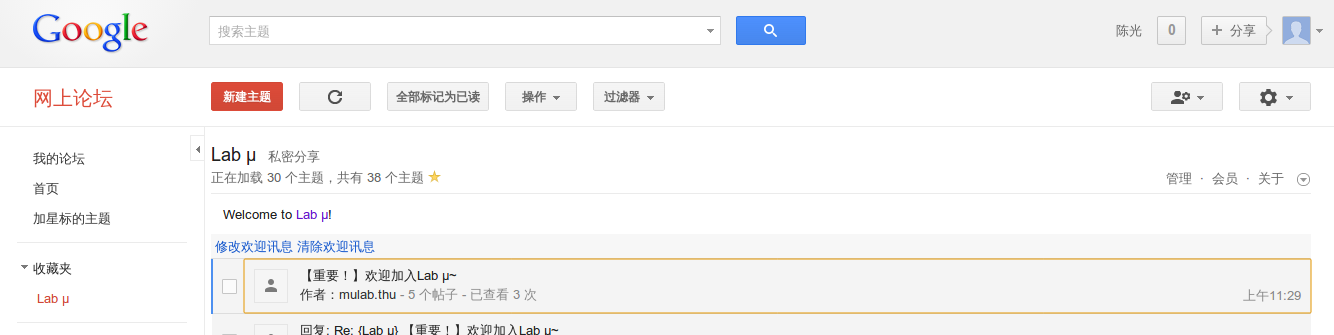 Google
搜索主题
陈光
0
+ 分享
网上论坛
新建主题
全部标记为已读
操作
过滤器
我的论坛
首页
加星标的主题
收藏夹
Lab μ
Lab μ 私密分享
正在加载 30 个主题，共有 38 个主题
管理 · 会员 · 关于
Welcome to Lab μ!
修改欢迎讯息 清除欢迎讯息
【重要！】欢迎加入Lab μ~
作者：mulab.thu - 5 个帖子 - 已查看 3 次
上午11:29
回复: Re: {Lab μ} 【重要！】欢迎加入Lab μ~